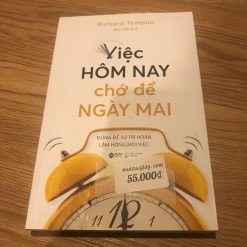 Richard Templar
Việc
HÔM NAY
chớ để
NGÀY MAI
ĐỪNG ĐỂ SỰ TRÌ HOÃN
LÀM HỎNG MỌI VIỆC
55.000đ
12